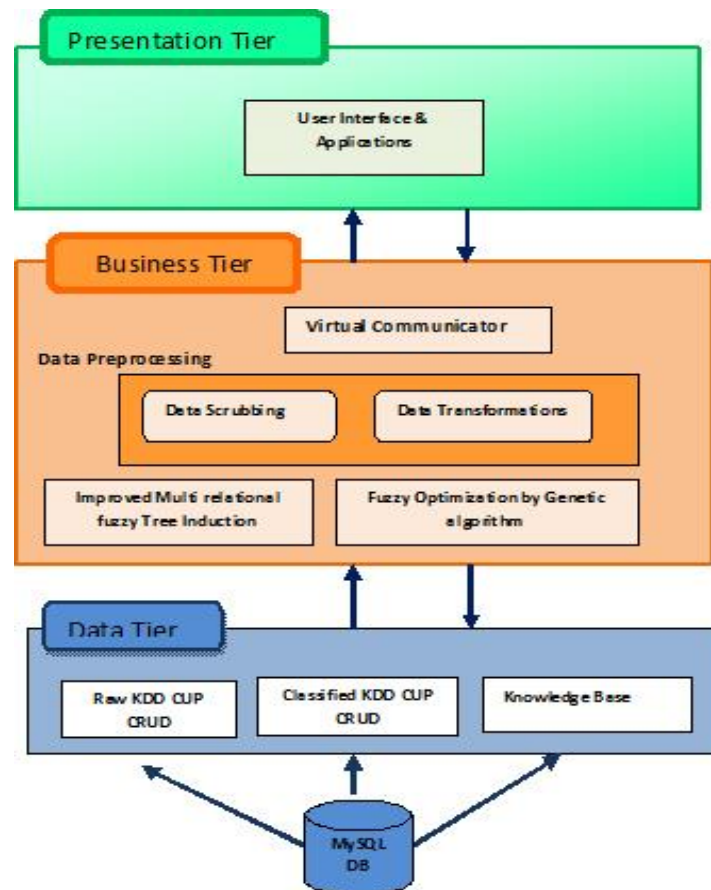 Presentation Tier
User Interface &
Applications
Business Tier
Virtual Communicator
Data Preprocessing
Data Scrubbing
Data Transformations
Improved Multi relational
fuzzy Tree Induction
Fuzzy Optimization by Genetic
algorithm
Data Tier
Raw KDD CUP
CRUD
Classified KDD CUP
CRUD
Knowledge Base
MySQL
DB